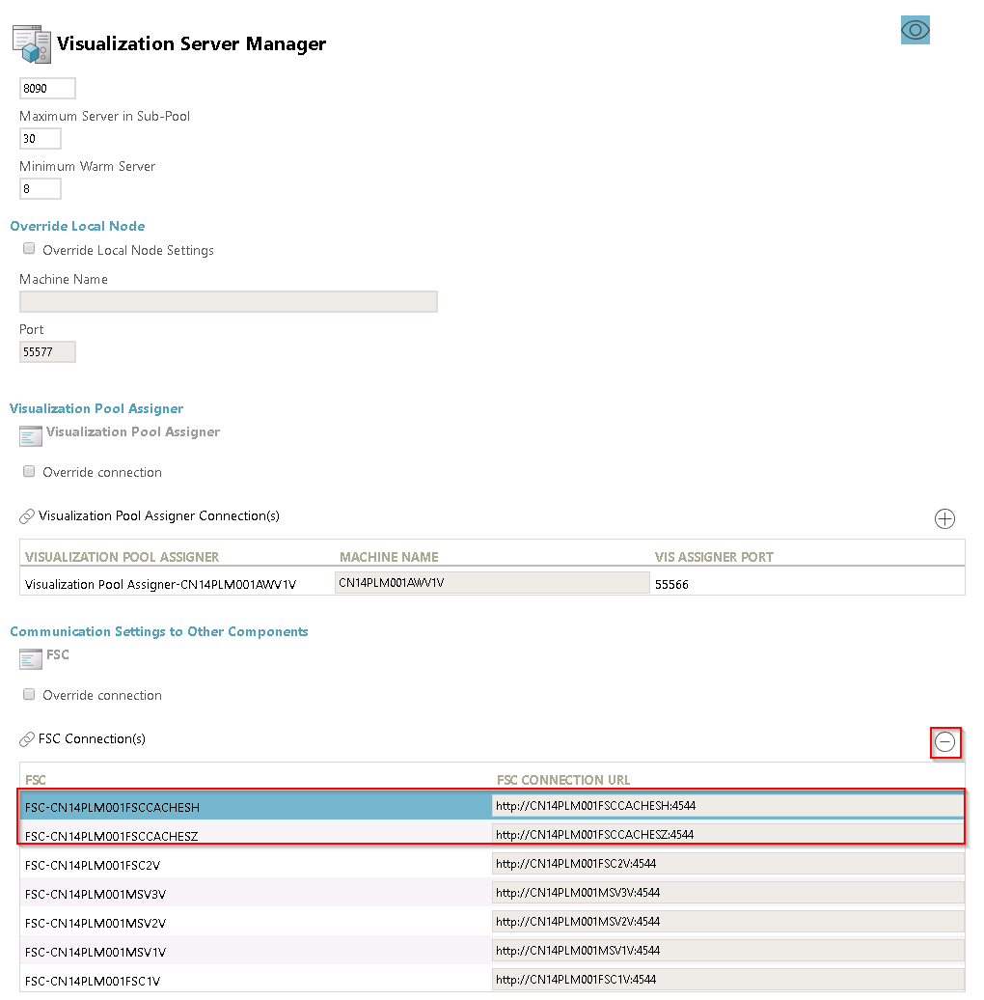 Visualization Server Manager
8090
Maximum Server in Sub-Pool
30
Minimum Warm Server
8
Override Local Node
Override Local Node Settings
Machine Name
Port
55577
Visualization Pool Assigner
Visualization Pool Assigner
Override connection
Visualization Pool Assigner Connection(s)
VISUALIZATION POOL ASSIGNER MACHINE NAME VIS ASSIGNER PORT
Visualization Pool Assigner-CN14PLM001AWV1V CN14PLM001AWV1V 55566
Communication Settings to Other Components
FSC
Override connection
FSC Connection(s)
FSC FSC CONNECTION URL
FSC-CN14PLM001FSCCACHESH http://CN14PLM001FSCCACHESH:4544
FSC-CN14PLM001FSCCACHESZ http://CN14PLM001FSCCACHESZ:4544
FSC-CN14PLM001FSC2V http://CN14PLM001FSC2V:4544
FSC-CN14PLM001MSV3V http://CN14PLM001MSV3V:4544
FSC-CN14PLM001MSV2V http://CN14PLM001MSV2V:4544
FSC-CN14PLM001MSV1V http://CN14PLM001MSV1V:4544
FSC-CN14PLM001FSC1V http://CN14PLM001FSC1V:4544